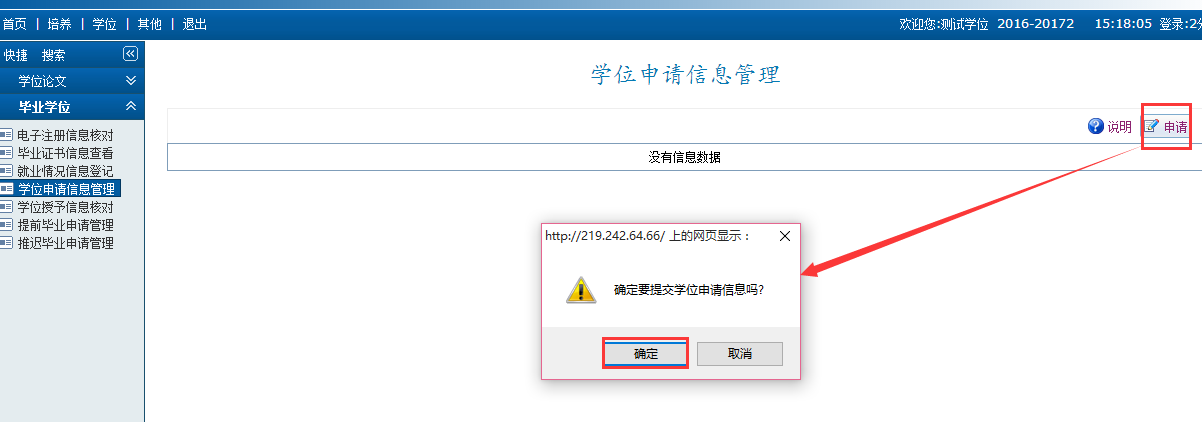 首页 | 培养 | 学位 | 其他 | 退出 欢迎您:测试学位 2016-20172 15:18:05 登录:2分
快捷 搜索
学位论文
毕业学位
电子注册信息核对
毕业证书信息查看
就业情况信息登记
学位申请信息管理
学位授予信息核对
提前毕业申请管理
推迟毕业申请管理
学位申请信息管理
说明 申请
没有信息数据
http://219.242.64.66/ 上的网页显示：
确定要提交学位申请信息吗?
确定 取消